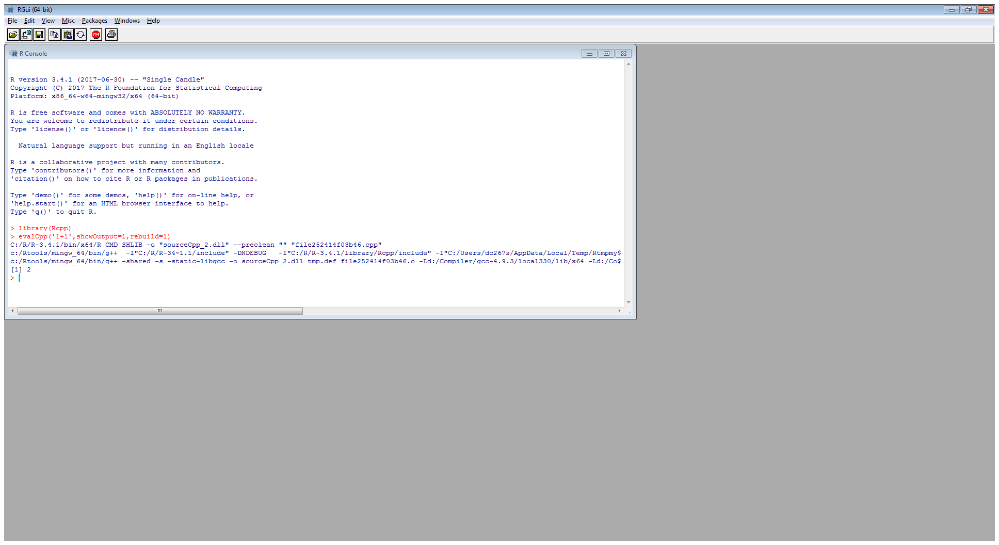 RGui (64-bit)
File Edit View Misc Packages Windows Help
STOP
R Console
R version 3.4.1 (2017-06-30) -- "Single Candle"
Copyright (C) 2017 The R Foundation for Statistical Computing
Platform: x86_64-w64-mingw32/x64 (64-bit)
R is free software and comes with ABSOLUTELY NO WARRANTY.
You are welcome to redistribute it under certain conditions.
Type 'license()' or 'licence()' for distribution details.
Natural language support but running in an English locale
R is a collaborative project with many contributors.
Type 'contributors()' for more information and
'citation()' on how to cite R or R packages in publications.
Type 'demo()' for some demos, 'help()' for on-line help, or
'help.start()' for an HTML browser interface to help.
Type 'q()' to quit R.
> library(Rcpp)
> evalCpp('1+1',showOutput=1,rebuild=1)
C:/R/R-3.4.1/bin/x64/R CMD SHLIB -o "sourceCpp_2.dll" --preclean "" "file252414f03b46.cpp"
c:/Rtools/mingw_64/bin/g++  -I"C:/R/R-34~1.1/include" -DNDEBUG   -I"C:/R/R-3.4.1/library/Rcpp/include" -I"C:/Users/dc267s/AppData/Local/Temp/Rtmpmy$
c:/Rtools/mingw_64/bin/g++ -shared -s -static-libgcc -o sourceCpp_2.dll tmp.def file252414f03b46.o -Ld:/Compiler/gcc-4.9.3/local330/lib/x64 -Ld:/Co$
[1] 2
>